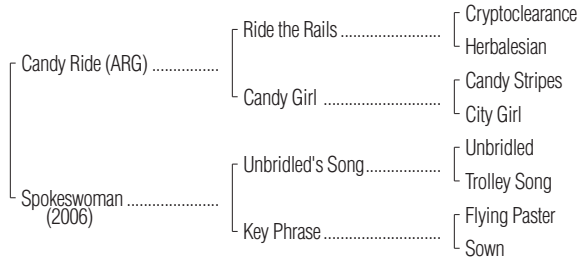 Cryptoclearance
Ride the Rails ........................
Herbalesian
Candy Ride (ARG) ................
Candy Stripes
Candy Girl ............................
City Girl
Unbridled
Unbridled's Song..................
Trolley Song
Spokeswoman ......................
(2006)
Flying Paster
Key Phrase............................
Sown